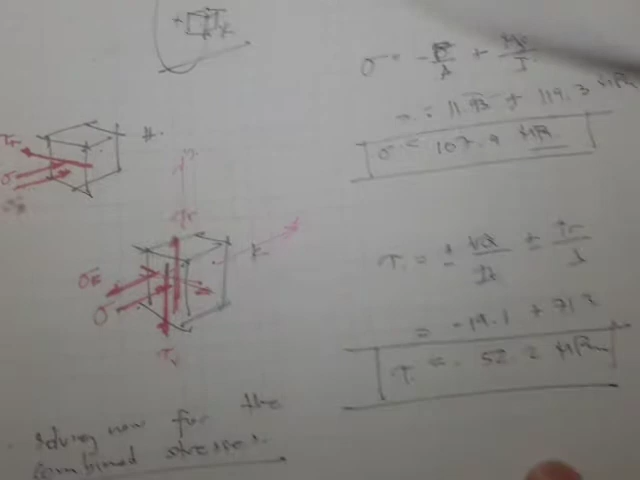 K
σ = - P/A + Mc/I
= - 11.93 + 119.3 MPa
σ = 107.4 MPa
K
K
τ = ± VQ/It ± Tr/J
= -19.1 + 71.3
τ = 52.2 MPa
σ
σ
solving now for the
combined stresses: